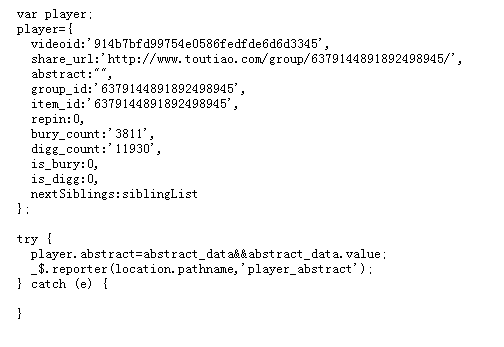 var player;
player={
  videoid:'914b7bfd99754e0586fedfde6d6d3345',
  share_url:'http://www.toutiao.com/group/6379144891892498945/',
  abstract:"",
  group_id:'6379144891892498945',
  item_id:'6379144891892498945',
  repin:0,
  bury_count:'3811',
  digg_count:'11930',
  is_bury:0,
  is_digg:0,
  nextSiblings:siblingList
};

try {
  player.abstract=abstract_data&&abstract_data.value;
  _$.reporter(location.pathname,'player_abstract');
} catch (e) {

}